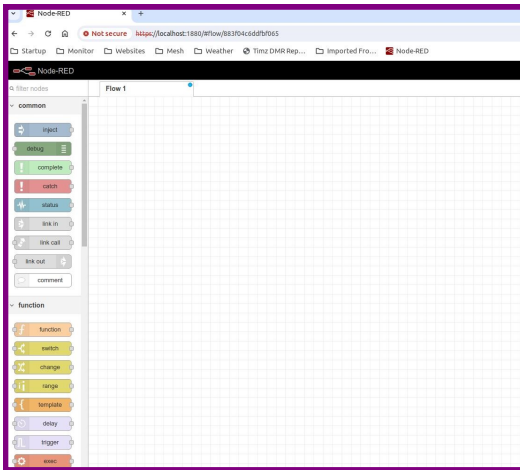 Node-RED
Not secure https://localhost:1880/#flow/883f04c6ddfbf065
Startup Monitor Websites Mesh Weather Timz DMR Rep... Imported Fro... Node-RED
Node-RED
filter nodes Flow 1
common
inject
debug
complete
catch
status
link in
link call
link out
comment
function
function
switch
change
range
template
delay
trigger
exec